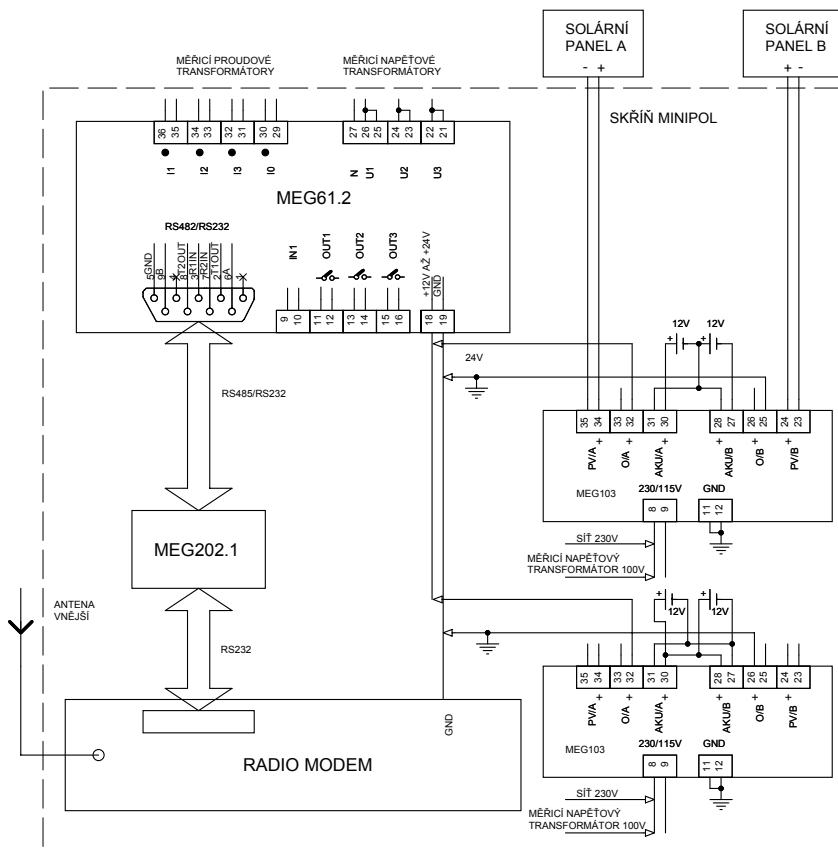 SOLÁRNÍ
PANEL A
- +
SOLÁRNÍ
PANEL B
+ -
MĚŘICÍ PROUDOVÉ
TRANSFORMÁTORY
MĚŘICÍ NAPĚŤOVÉ
TRANSFORMÁTORY
SKŘÍŇ MINIPOL
36 35 34 33 32 31 30 29
27 26 25 24 23 22 21
I1 I2 I3 I0
N U1 U2 U3
MEG61.2
RS482/RS232
5GND
9B
4
8T2OUT
3R1IN
7R2IN
2T1OUT
6A
1
IN1 OUT1 OUT2 OUT3
+12V AŽ +24V
GND
9 10 11 12 13 14 15 16 18 19
24V
RS485/RS232
+ 12V + 12V
35 34 33 32 31 30 28 27 26 25 24 23
PV/A + O/A + AKU/A + AKU/B + O/B + PV/B +
MEG103
230/115V
GND
8 9 11 12
SÍŤ 230V
MĚŘICÍ NAPĚŤOVÝ
TRANSFORMÁTOR 100V
MEG202.1
ANTENA
VNĚJŠÍ
RS232
+ 12V + 12V
35 34 33 32 31 30 28 27 26 25 24 23
PV/A + O/A + AKU/A + AKU/B + O/B + PV/B +
MEG103
230/115V
GND
8 9 11 12
SÍŤ 230V
MĚŘICÍ NAPĚŤOVÝ
TRANSFORMÁTOR 100V
GND
RADIO MODEM